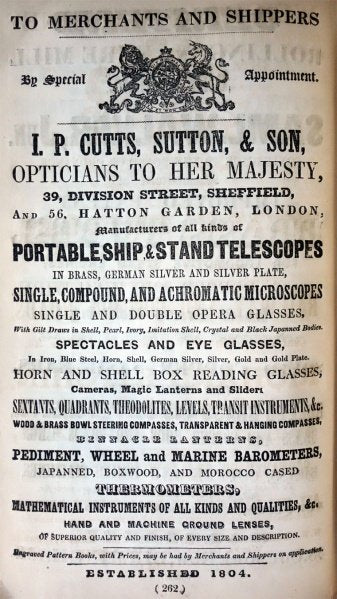 TO MERCHANTS AND SHIPPERS
By Special Appointment.
I. P. CUTTS, SUTTON, & SON,
OPTICIANS TO HER MAJESTY,
39, DIVISION STREET, SHEFFIELD,
AND 56, HATTON GARDEN, LONDON,
Manufacturers of all kinds of
PORTABLE, SHIP, & STAND TELESCOPES
IN BRASS, GERMAN SILVER AND SILVER PLATE,
SINGLE, COMPOUND, AND ACHROMATIC MICROSCOPES
SINGLE AND DOUBLE OPERA GLASSES,
With Gilt Draws in Shell, Pearl, Ivory, Imitation Shell, Crystal and Black Japanned Bodies.
SPECTACLES AND EYE GLASSES,
In Iron, Blue Steel, Horn, Shell, German Silver, Silver, Gold and Gold Plate.
HORN AND SHELL BOX READING GLASSES,
Cameras, Magic Lanterns and Sliders
SEXTANTS, QUADRANTS, THEODOLITES, LEVELS, TRANSIT INSTRUMENTS, &c.
WOOD & BRASS BOWL STEERING COMPASSES, TRANSPARENT & HANGING COMPASSES,
BINNACLE LANTERNS,
PEDIMENT, WHEEL AND MARINE BAROMETERS,
JAPANNED, BOXWOOD, AND MOROCCO CASED
THERMOMETERS,
MATHEMATICAL INSTRUMENTS OF ALL KINDS AND QUALITIES, &c.
HAND AND MACHINE GROUND LENSES,
OF SUPERIOR QUALITY AND FINISH, OF EVERY SIZE AND DESCRIPTION.
Engraved Pattern Books, with Prices, may be had by Merchants and Shippers on application.
ESTABLISHED 1804.
(262.)